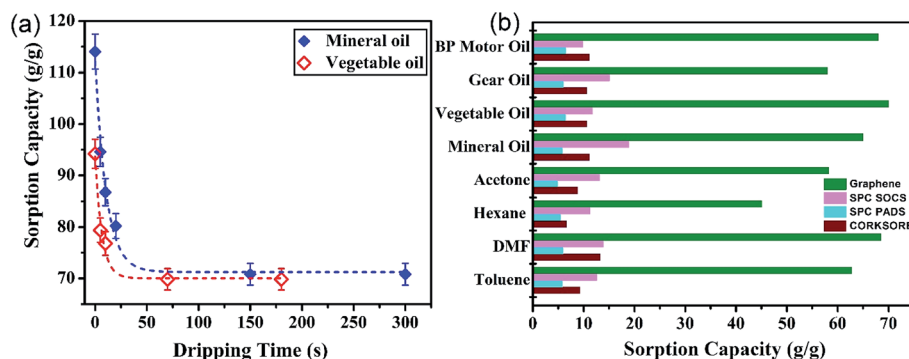 (a)
120
110
100
90
80
70
60
Sorption Capacity (g/g)
Mineral oil
Vegetable oil
0 50 100 150 200 250 300
Dripping Time (s)
(b)
BP Motor Oil
Gear Oil
Vegetable Oil
Mineral Oil
Acetone
Hexane
DMF
Toluene
Graphene
SPC SOCS
SPC PADS
CORKSORB
0 10 20 30 40 50 60 70
Sorption Capacity (g/g)